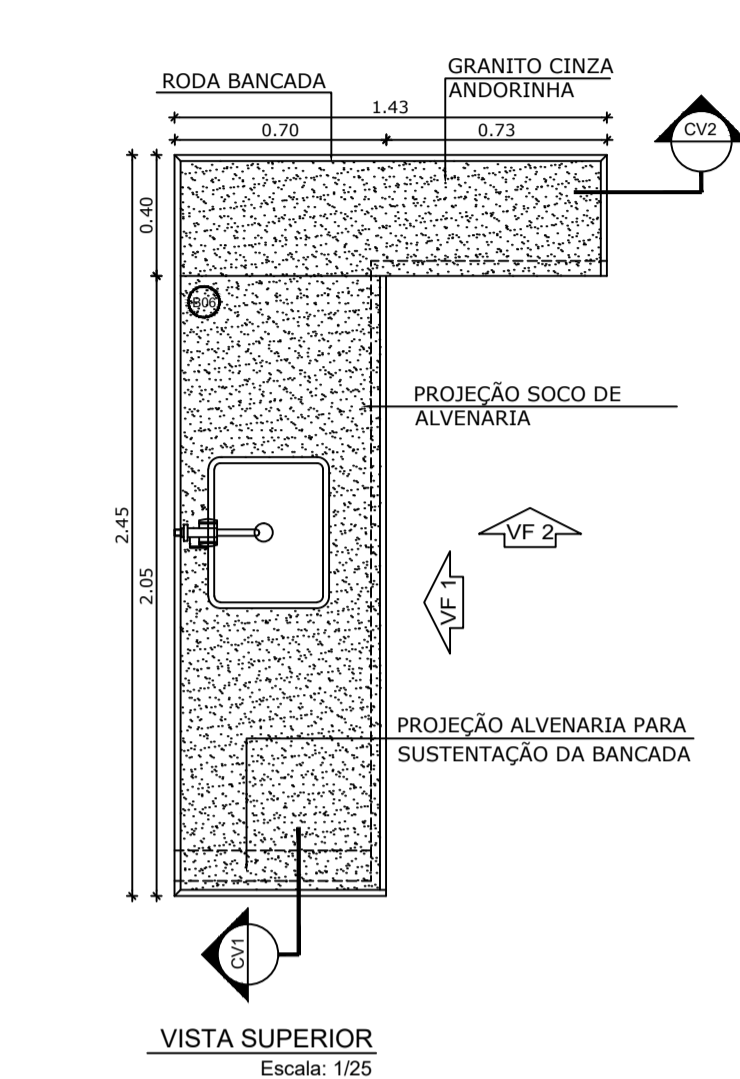 RODA BANCADA
GRANITO CINZA
ANDORINHA
1.43
0.70
0.73
CV2
0.40
B06
PROJEÇÃO SOCO DE
ALVENARIA
2.45
2.05
VF 2
VF 1
PROJEÇÃO ALVENARIA PARA
SUSTENTAÇÃO DA BANCADA
CV1
VISTA SUPERIOR
Escala: 1/25